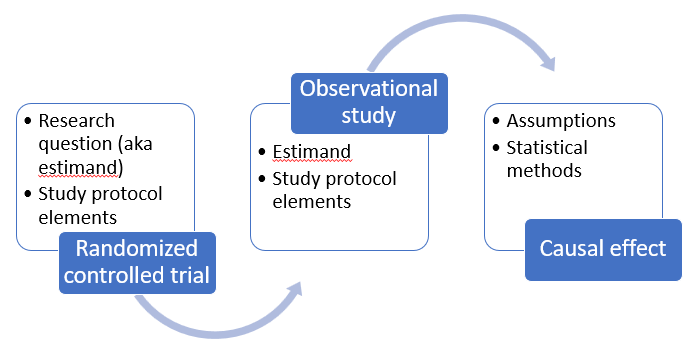 • Research
question (aka
estimand)
• Study protocol
elements
Randomized
controlled trial
Observational
study
• Estimand
• Study protocol
elements
• Assumptions
• Statistical
methods
Causal effect